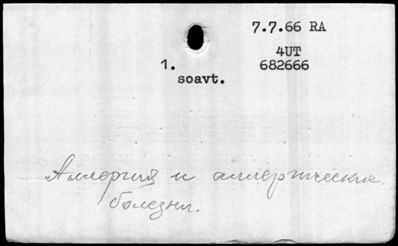 7.7.66 RA
4UT
1. 682666
soavt.
Аллергия и аллергические
болезни.